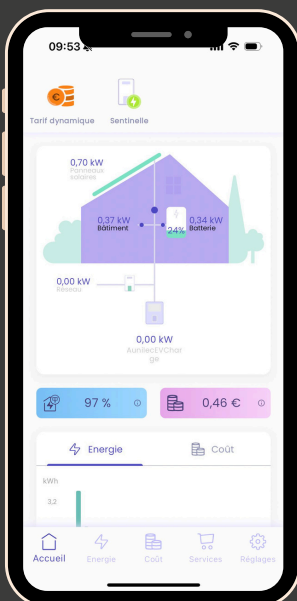 09:53
Tarif dynamique
Sentinelle
0,70 kW
Panneaux
solaires
0,37 kW
Bâtiment
24%
0,34 kW
Batterie
0,00 kW
Réseau
0,00 kW
AunilecEVChar
ge
97 %
0,46 €
Energie
Coût
kWh
3,2
Accueil
Energie
Coût
Services
Réglages